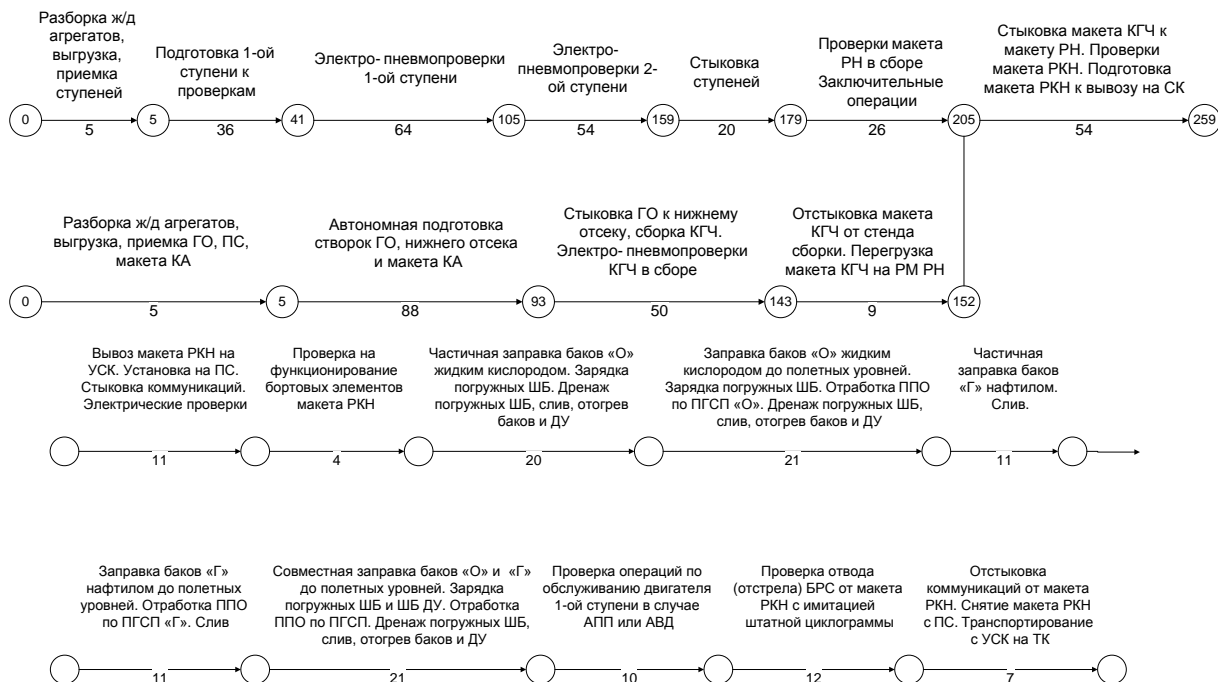 Разборка ж/д
агрегатов,
выгрузка,
приемка
ступеней
Подготовка 1-ой
ступени к
проверкам
Электро- пневмопроверки
1-ой ступени
Электро-
пневмопроверки 2-
ой ступени
Стыковка
ступеней
Проверки макета
РН в сборе
Заключительные
операции
Стыковка макета КГЧ к
макету РН. Проверки
макета РКН. Подготовка
макета РКН к вывозу на СК
0
5
5
36
41
64
105
54
159
20
179
26
205
54
259
Разборка ж/д агрегатов,
выгрузка, приемка ГО, ПС,
макета КА
Автономная подготовка
створок ГО, нижнего отсека
и макета КА
Стыковка ГО к нижнему
отсеку, сборка КГЧ.
Электро- пневмопроверки
КГЧ в сборе
Отстыковка макета
КГЧ от стенда
сборки. Перегрузка
макета КГЧ на РМ РН
0
5
5
88
93
50
143
9
152
Вывоз макета РКН на
УСК. Установка на ПС.
Стыковка коммуникаций.
Электрические проверки
Проверка на
функционирование
бортовых элементов
макета РКН
Частичная заправка баков «О»
жидким кислородом. Зарядка
погружных ШБ. Дренаж
погружных ШБ, слив, отогрев
баков и ДУ
Заправка баков «О» жидким
кислородом до полетных уровней.
Зарядка погружных ШБ. Отработка ППО
по ПГСП «О». Дренаж погружных ШБ,
слив, отогрев баков и ДУ
Частичная
заправка баков
«Г» нафтилом.
Слив.
11
4
20
21
11
Заправка баков «Г»
нафтилом до полетных
уровней. Отработка ППО
по ПГСП «Г». Слив
Совместная заправка баков «О» и «Г»
до полетных уровней. Зарядка
погружных ШБ и ШБ ДУ. Отработка
ППО по ПГСП. Дренаж погружных ШБ,
слив, отогрев баков и ДУ
Проверка операций по
обслуживанию двигателя
1-ой ступени в случае
АПП или АВД
Проверка отвода
(отстрела) БРС от макета
РКН с имитацией
штатной циклограммы
Отстыковка
коммуникаций от макета
РКН. Снятие макета РКН
с ПС. Транспортирование
с УСК на ТК
11
21
10
12
7